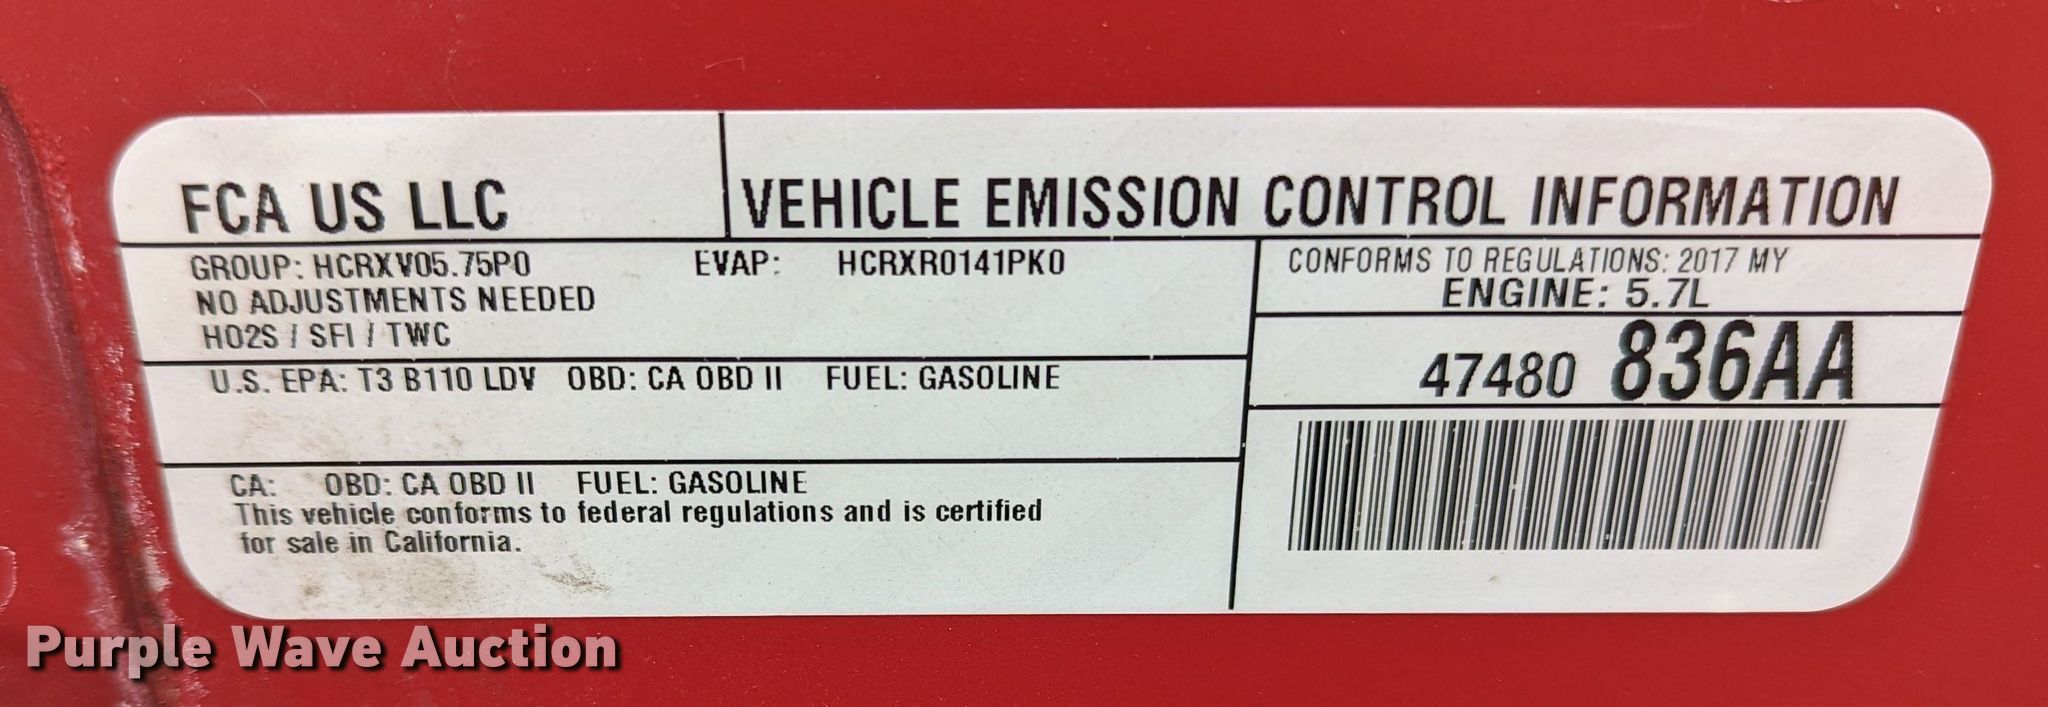 FCA US LLC
VEHICLE EMISSION CONTROL INFORMATION
GROUP: HCRXV05.75P0 EVAP: HCRXR0141PK0
NO ADJUSTMENTS NEEDED
HO2S / SFI / TWC
CONFORMS TO REGULATIONS: 2017 MY
ENGINE: 5.7L
47480 836AA
U.S. EPA: T3 B110 LDV OBD: CA OBD II FUEL: GASOLINE
CA: OBD: CA OBD II FUEL: GASOLINE
This vehicle conforms to federal regulations and is certified
for sale in California.
Purple Wave Auction